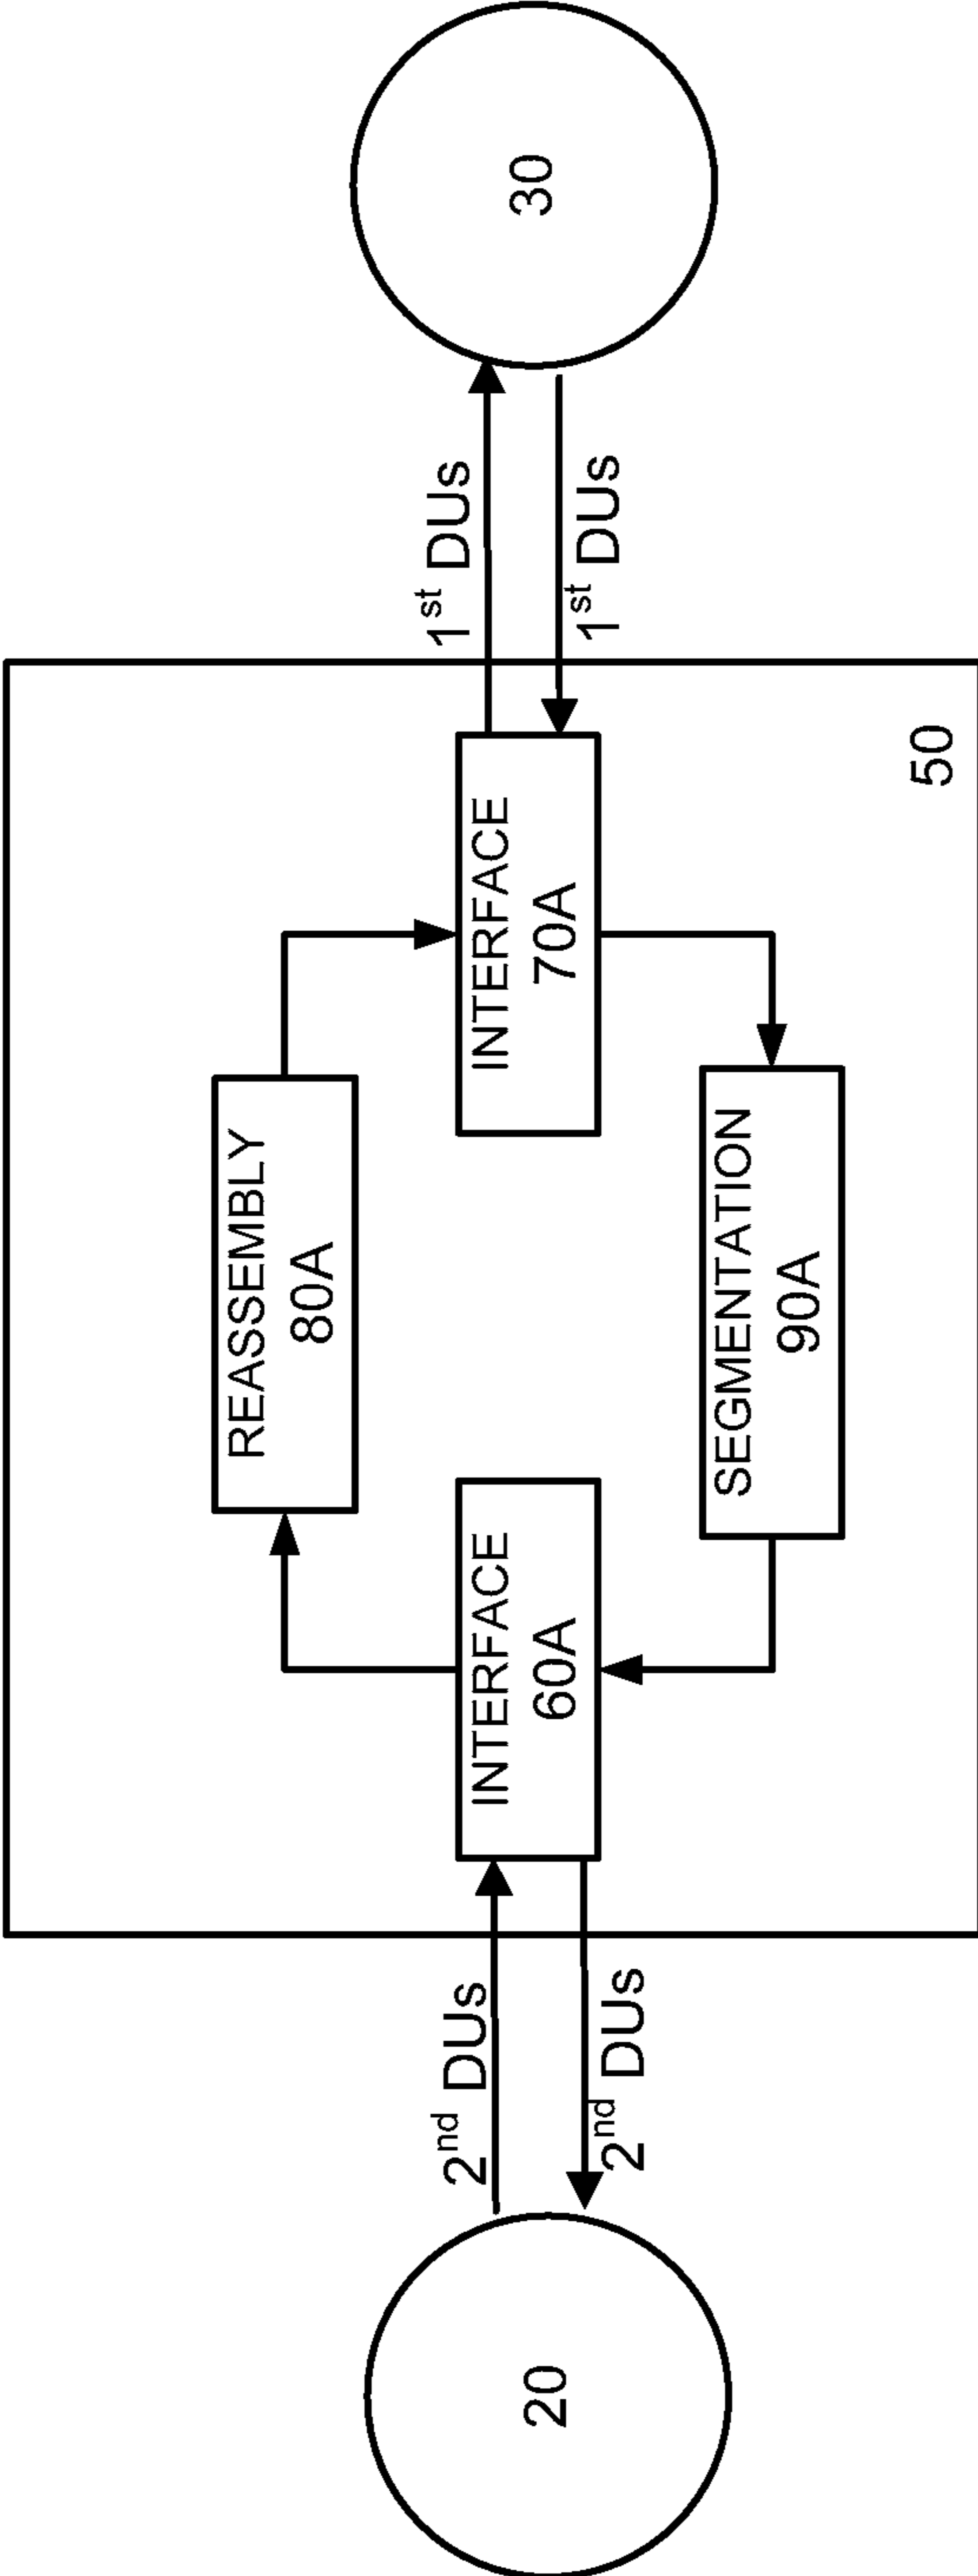 REASSEMBLY
80A
2nd DUs
1st DUs
20
INTERFACE
60A
INTERFACE
70A
30
2nd DUs
1st DUs
SEGMENTATION
90A
50